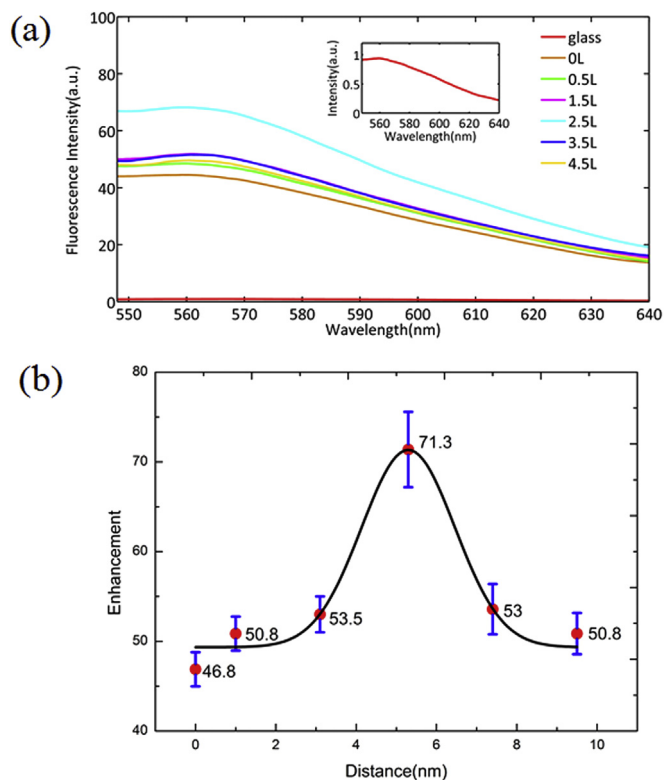 (a)
100
80
60
40
20
0
Fluorescence Intensity(a.u.)
550 560 570 580 590 600 610 620 630 640
Wavelength(nm)
1
0.5
0
Intensity(a.u.)
560 580 600 620 640
Wavelength(nm)
glass
0L
0.5L
1.5L
2.5L
3.5L
4.5L
(b)
80
70
60
50
40
Enhancement
46.8
50.8
53.5
71.3
53
50.8
0 2 4 6 8 10
Distance(nm)